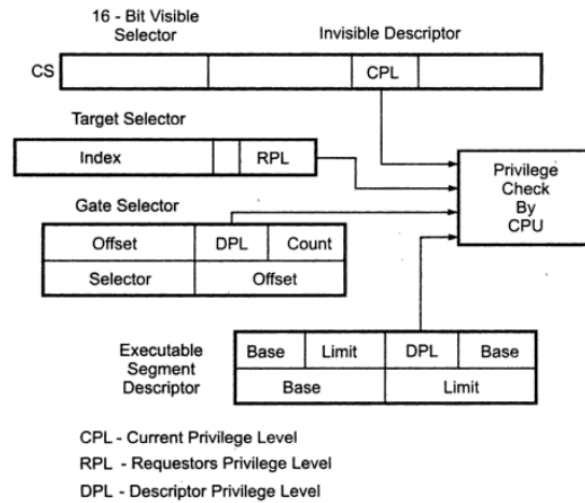 16 - Bit Visible
Selector
Invisible Descriptor
CS
CPL
Target Selector
Index
RPL
Privilege
Check
By
CPU
Gate Selector
Offset
DPL
Count
Selector
Offset
Executable
Segment
Descriptor
Base
Limit
DPL
Base
Base
Limit
CPL - Current Privilege Level
RPL - Requestors Privilege Level
DPL - Descriptor Privilege Level